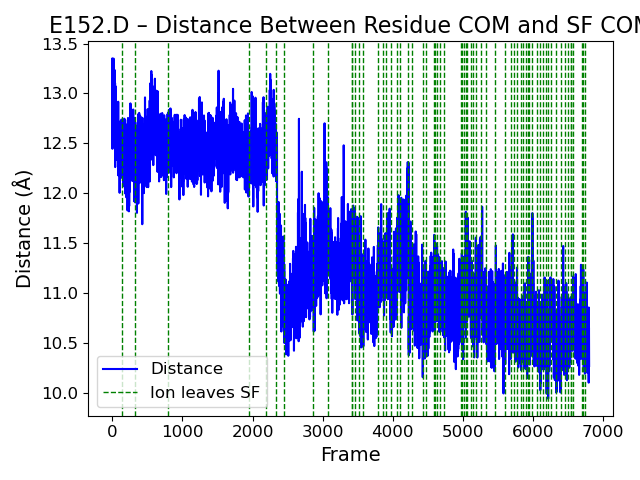 E152.D – Distance Between Residue COM and SF COM
13.5
13.0
12.5
12.0
11.5
11.0
10.5
10.0
Distance (Å)
Distance
Ion leaves SF
0 1000 2000 3000 4000 5000 6000 7000
Frame